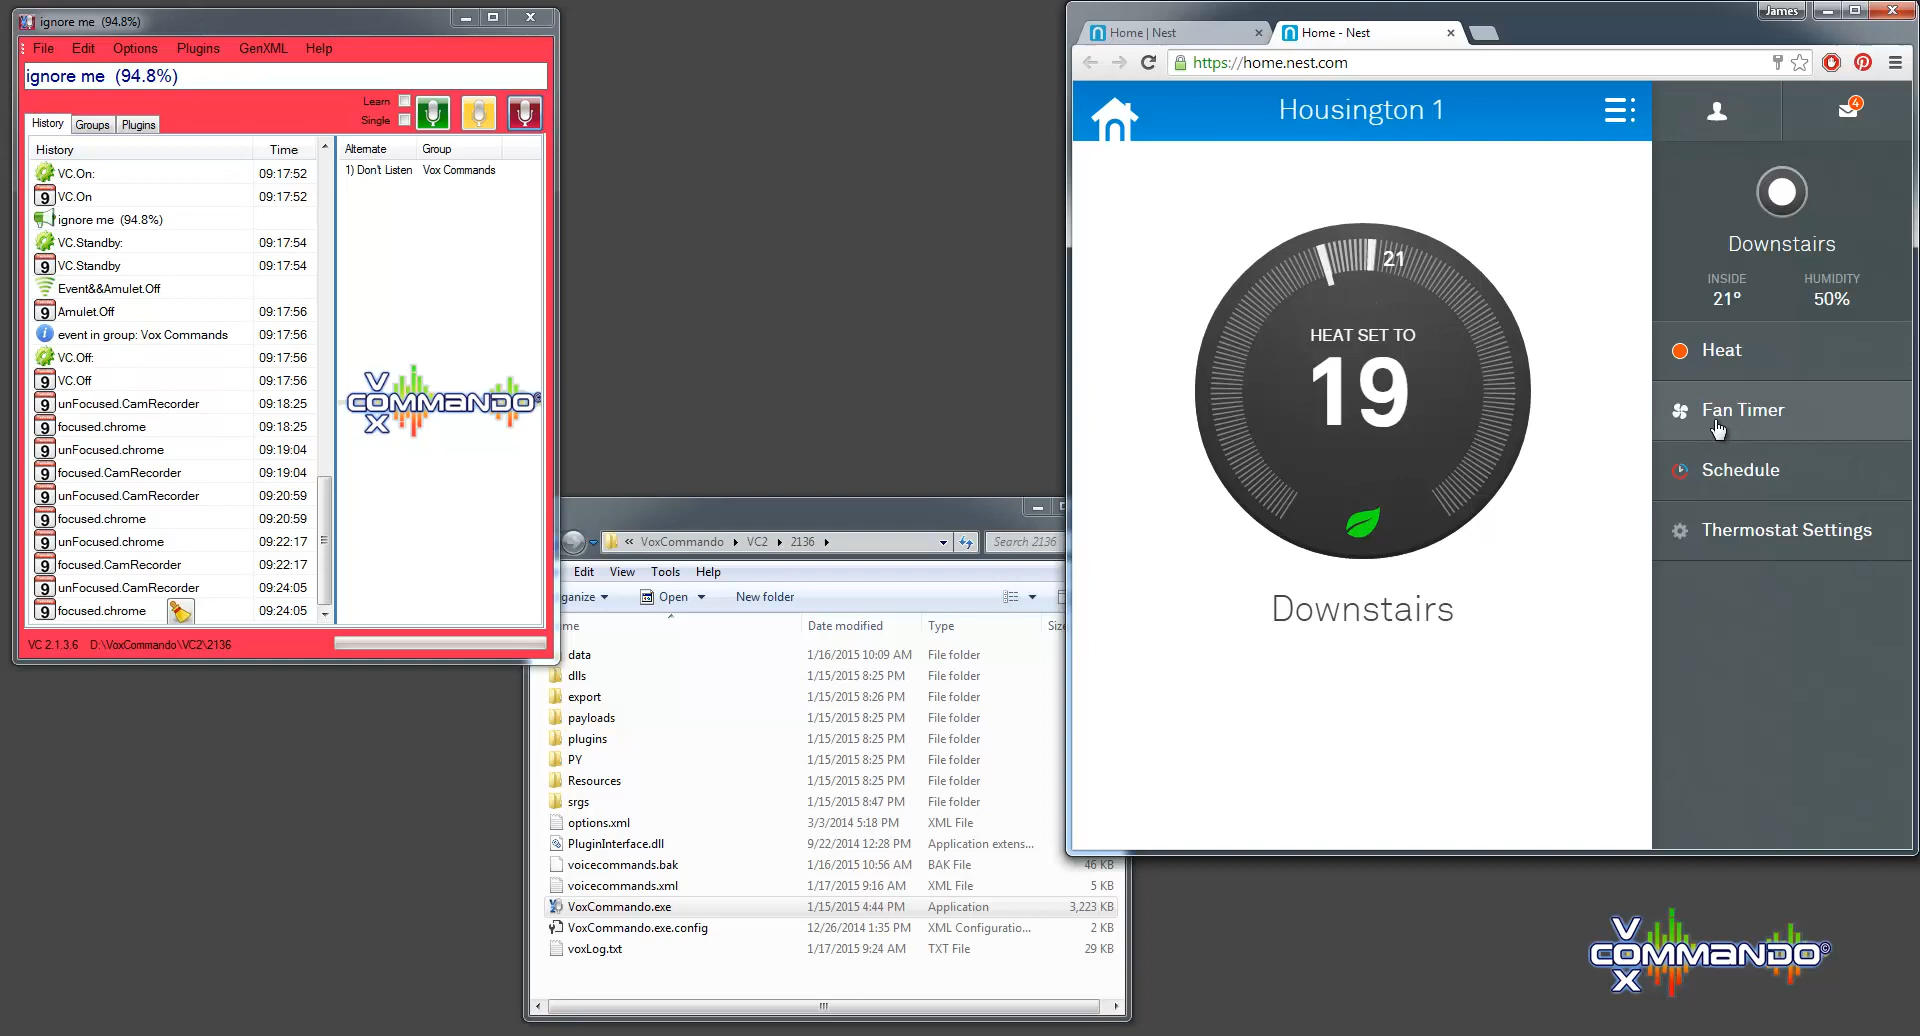 ignore me (94.8%)
File Edit Options Plugins GenXML Help
ignore me (94.8%)
Learn
Single
History Groups Plugins
History Time
VC.On: 09:17:52
VC.On 09:17:52
ignore me (94.8%)
VC.Standby: 09:17:54
VC.Standby 09:17:54
Event&&Amulet.Off
Amulet.Off 09:17:56
event in group: Vox Commands 09:17:56
VC.Off: 09:17:56
VC.Off 09:17:56
unFocused.CamRecorder 09:18:25
focused.chrome 09:18:25
unFocused.chrome 09:19:04
focused.CamRecorder 09:19:04
unFocused.CamRecorder 09:20:59
focused.chrome 09:20:59
unFocused.chrome 09:22:17
focused.CamRecorder 09:22:17
unFocused.CamRecorder 09:24:05
focused.chrome 09:24:05
VC 2.1.3.6 D:\VoxCommando\VC2\2136
Alternate Group
1) Don't Listen Vox Commands
VOX COMMANDO©
« VoxCommando VC2 2136
Search 2136
Edit View Tools Help
ganize Open New folder
me Date modified Type Size
data 1/16/2015 10:09 AM File folder
dlls 1/15/2015 8:25 PM File folder
export 1/15/2015 8:26 PM File folder
payloads 1/15/2015 8:25 PM File folder
plugins 1/15/2015 8:25 PM File folder
PY 1/15/2015 8:25 PM File folder
Resources 1/15/2015 8:25 PM File folder
srgs 1/15/2015 8:47 PM File folder
options.xml 3/3/2014 5:18 PM XML File
PluginInterface.dll 9/22/2014 12:28 PM Application extens...
voicecommands.bak 1/16/2015 10:56 AM BAK File 46 KB
voicecommands.xml 1/17/2015 9:16 AM XML File 5 KB
VoxCommando.exe 1/15/2015 4:44 PM Application 3,223 KB
VoxCommando.exe.config 12/26/2014 1:35 PM XML Configuratio... 2 KB
voxLog.txt 1/17/2015 9:24 AM TXT File 29 KB
James
Home | Nest
Home - Nest
https://home.nest.com
Housington 1
4
21
HEAT SET TO
19
Downstairs
Downstairs
INSIDE HUMIDITY
21° 50%
Heat
Fan Timer
Schedule
Thermostat Settings
VOX COMMANDO©